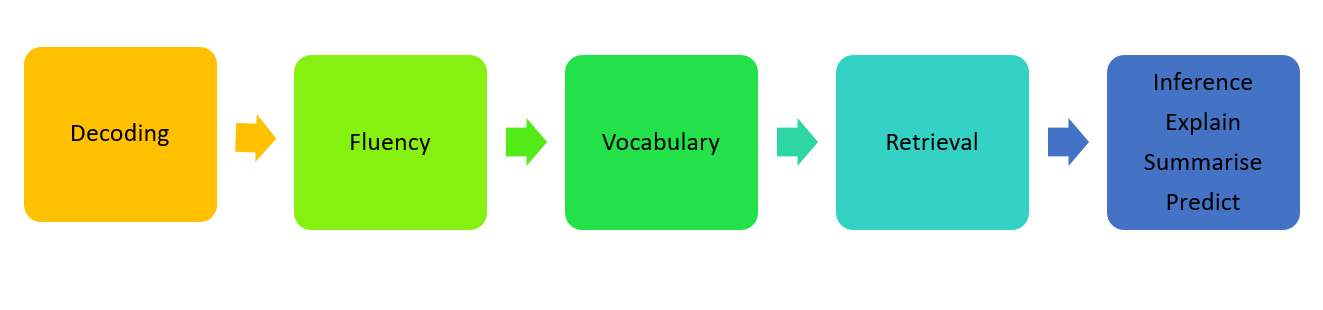 Decoding
Fluency
Vocabulary
Retrieval
Inference
Explain
Summarise
Predict